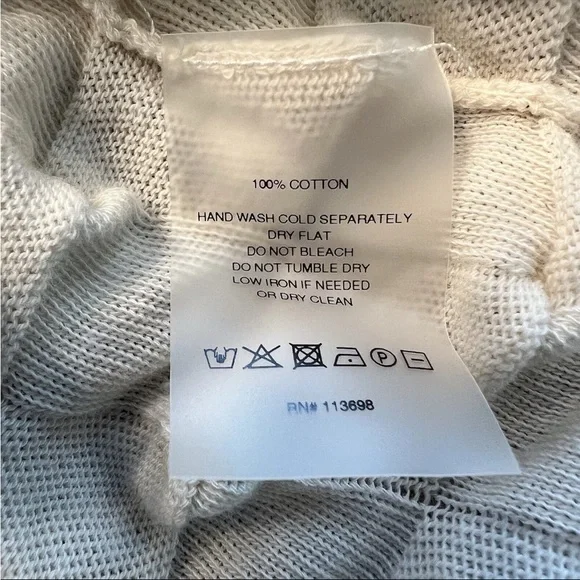 100% COTTON
HAND WASH COLD SEPARATELY
DRY FLAT
DO NOT BLEACH
DO NOT TUMBLE DRY
LOW IRON IF NEEDED
OR DRY CLEAN
P
RN# 113698